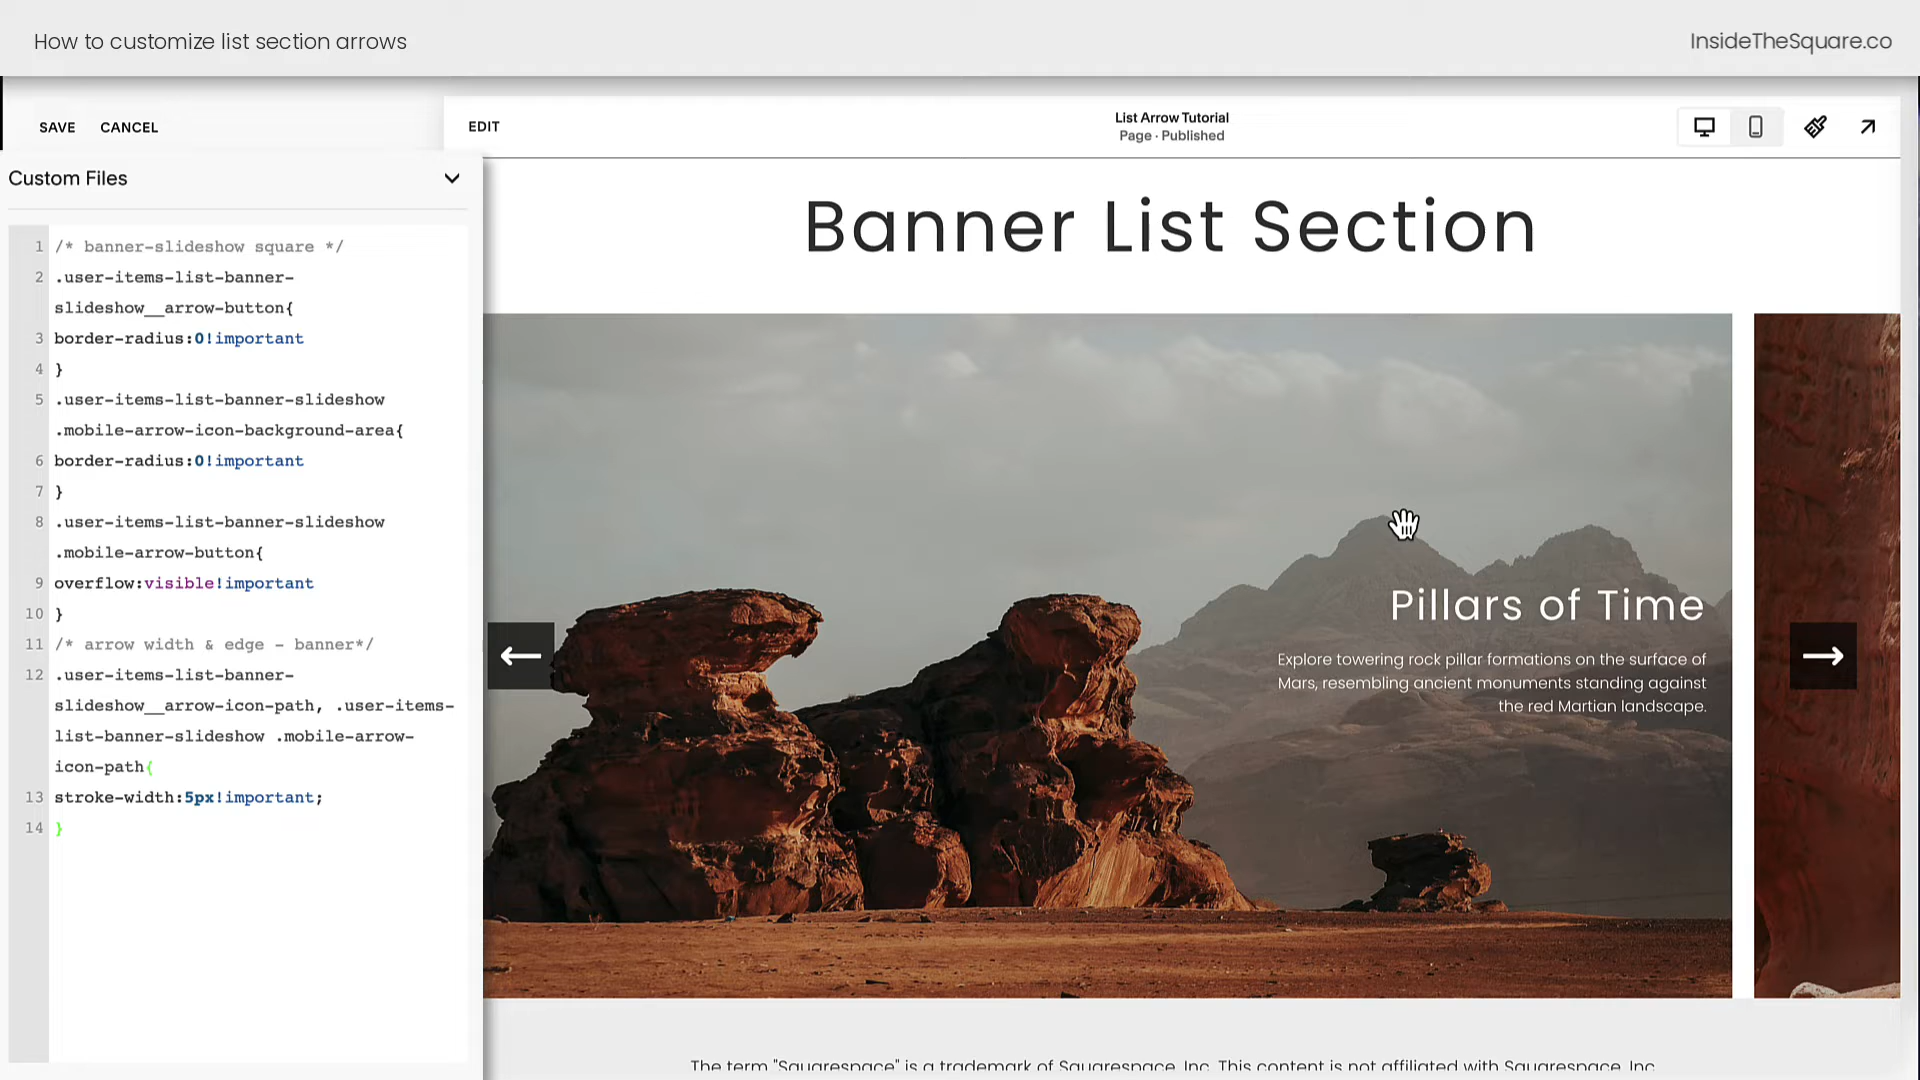 How to customize list section arrows
InsideTheSquare.co
SAVE CANCEL
EDIT
List Arrow Tutorial
Page · Published
Custom Files
Banner List Section
1 /* banner-slideshow square */
2 .user-items-list-banner-
slideshow__arrow-button{
3 border-radius:0!important
4 }
5 .user-items-list-banner-slideshow
.mobile-arrow-icon-background-area{
6 border-radius:0!important
7 }
8 .user-items-list-banner-slideshow
.mobile-arrow-button{
9 overflow:visible!important
10 }
11 /* arrow width & edge - banner*/
12 .user-items-list-banner-
slideshow__arrow-icon-path, .user-items-
list-banner-slideshow .mobile-arrow-
icon-path{
13 stroke-width:5px!important;
14 }
Pillars of Time
Explore towering rock pillar formations on the surface of
Mars, resembling ancient monuments standing against
the red Martian landscape.
The term "Squarespace" is a trademark of Squarespace, Inc. This content is not affiliated with Squarespace, Inc.